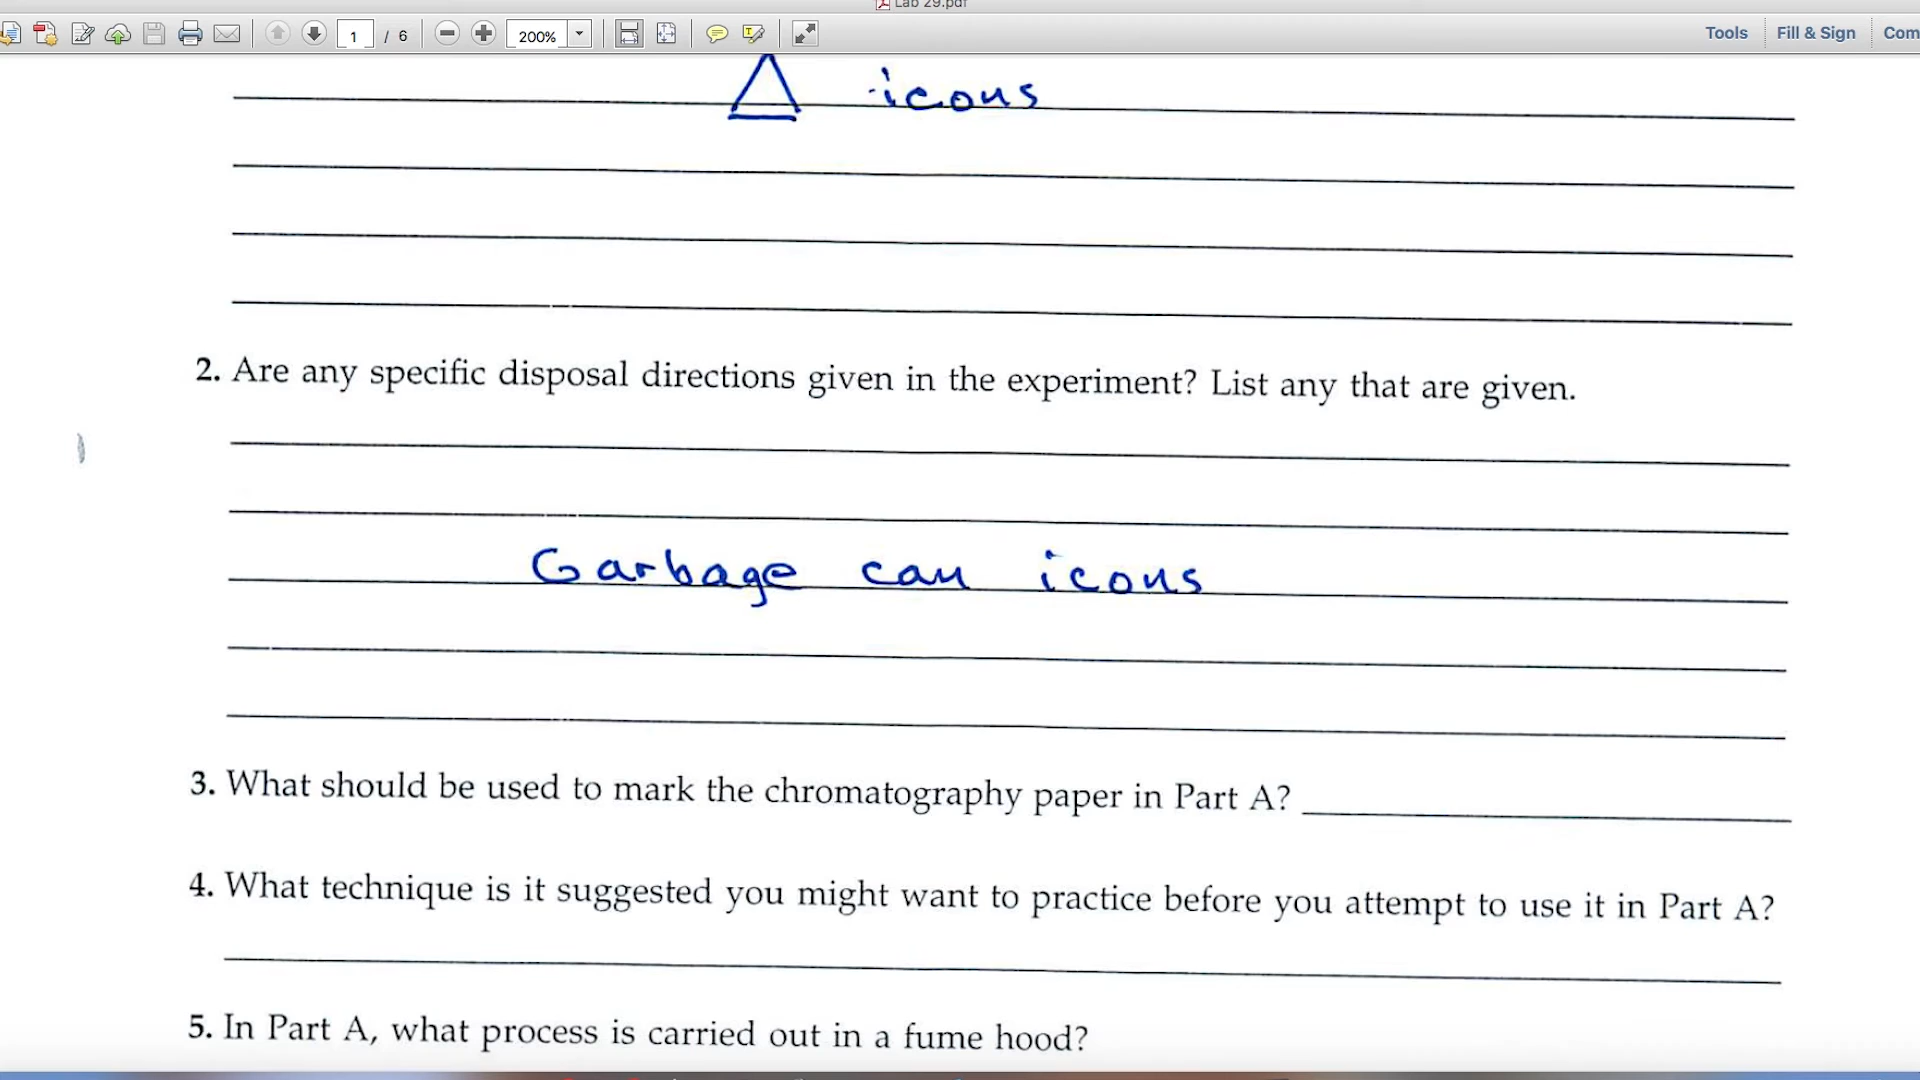 Lab 29.pdf
1 / 6 200% Tools Fill & Sign Com
icons
2. Are any specific disposal directions given in the experiment? List any that are given.
Garbage can icons
3. What should be used to mark the chromatography paper in Part A?
4. What technique is it suggested you might want to practice before you attempt to use it in Part A?
5. In Part A, what process is carried out in a fume hood?